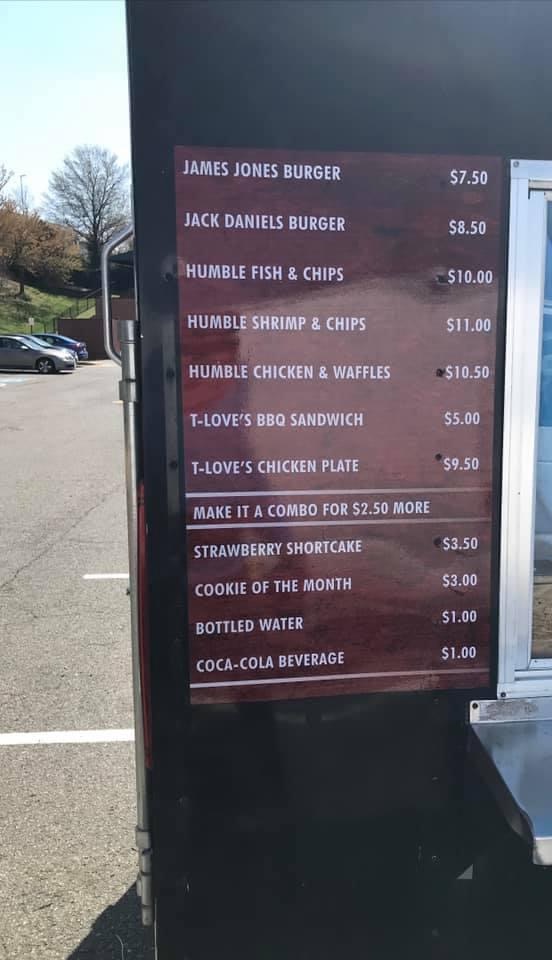 JAMES JONES BURGER $7.50
JACK DANIELS BURGER $8.50
HUMBLE FISH & CHIPS $10.00
HUMBLE SHRIMP & CHIPS $11.00
HUMBLE CHICKEN & WAFFLES $10.50
T-LOVE'S BBQ SANDWICH $5.00
T-LOVE'S CHICKEN PLATE $9.50
MAKE IT A COMBO FOR $2.50 MORE
STRAWBERRY SHORTCAKE $3.50
COOKIE OF THE MONTH $3.00
BOTTLED WATER $1.00
COCA-COLA BEVERAGE $1.00